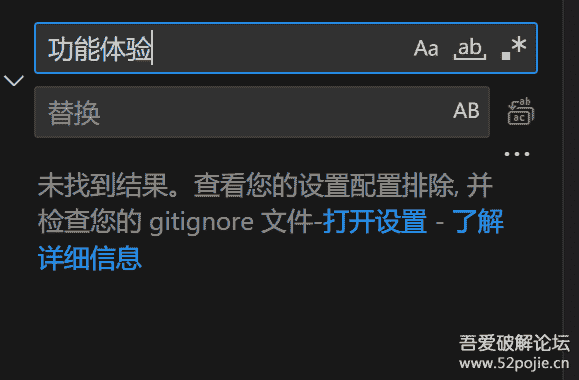 功能体验 Aa ab .*
替换 AB ab ac
...
未找到结果。查看您的设置配置排除, 并
检查您的 gitignore 文件-打开设置 - 了解
详细信息
吾爱破解论坛
www.52pojie.cn